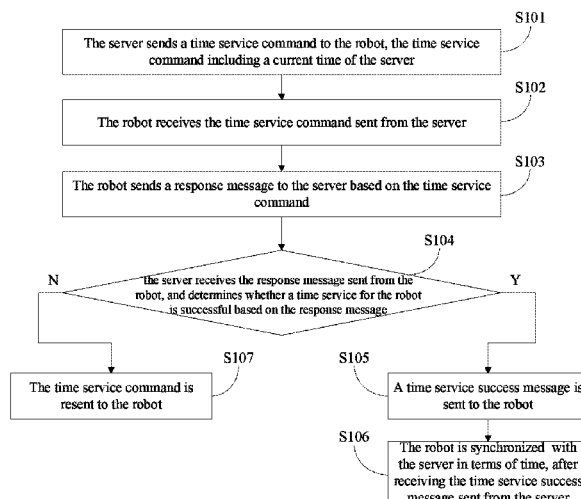 S101
The server sends a time service command to the robot, the time service
command including a current time of the server
S102
The robot receives the time service command sent from the server
S103
The robot sends a response message to the server based on the time service
command
S104
N
Y
The server receives the response message sent from the
robot, and determines whether a time service for the robot
is successful based on the response message
S107
The time service command is
resent to the robot
S105
A time service success message is
sent to the robot
S106
The robot is synchronized with
the server in terms of time, after
receiving the time service success
message sent from the server